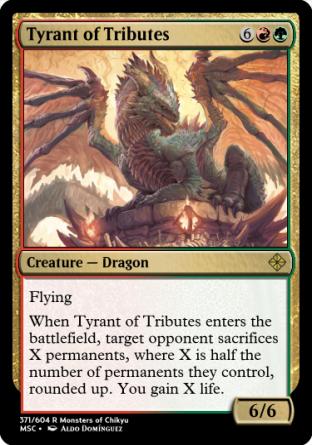 Tyrant of Tributes 6
Creature — Dragon
Flying
When Tyrant of Tributes enters the
battlefield, target opponent sacrifices
X permanents, where X is half the
number of permanents they control,
rounded up. You gain X life.
6/6
371/604 R Monsters of Chikyu
MSC • Aldo Domínguez